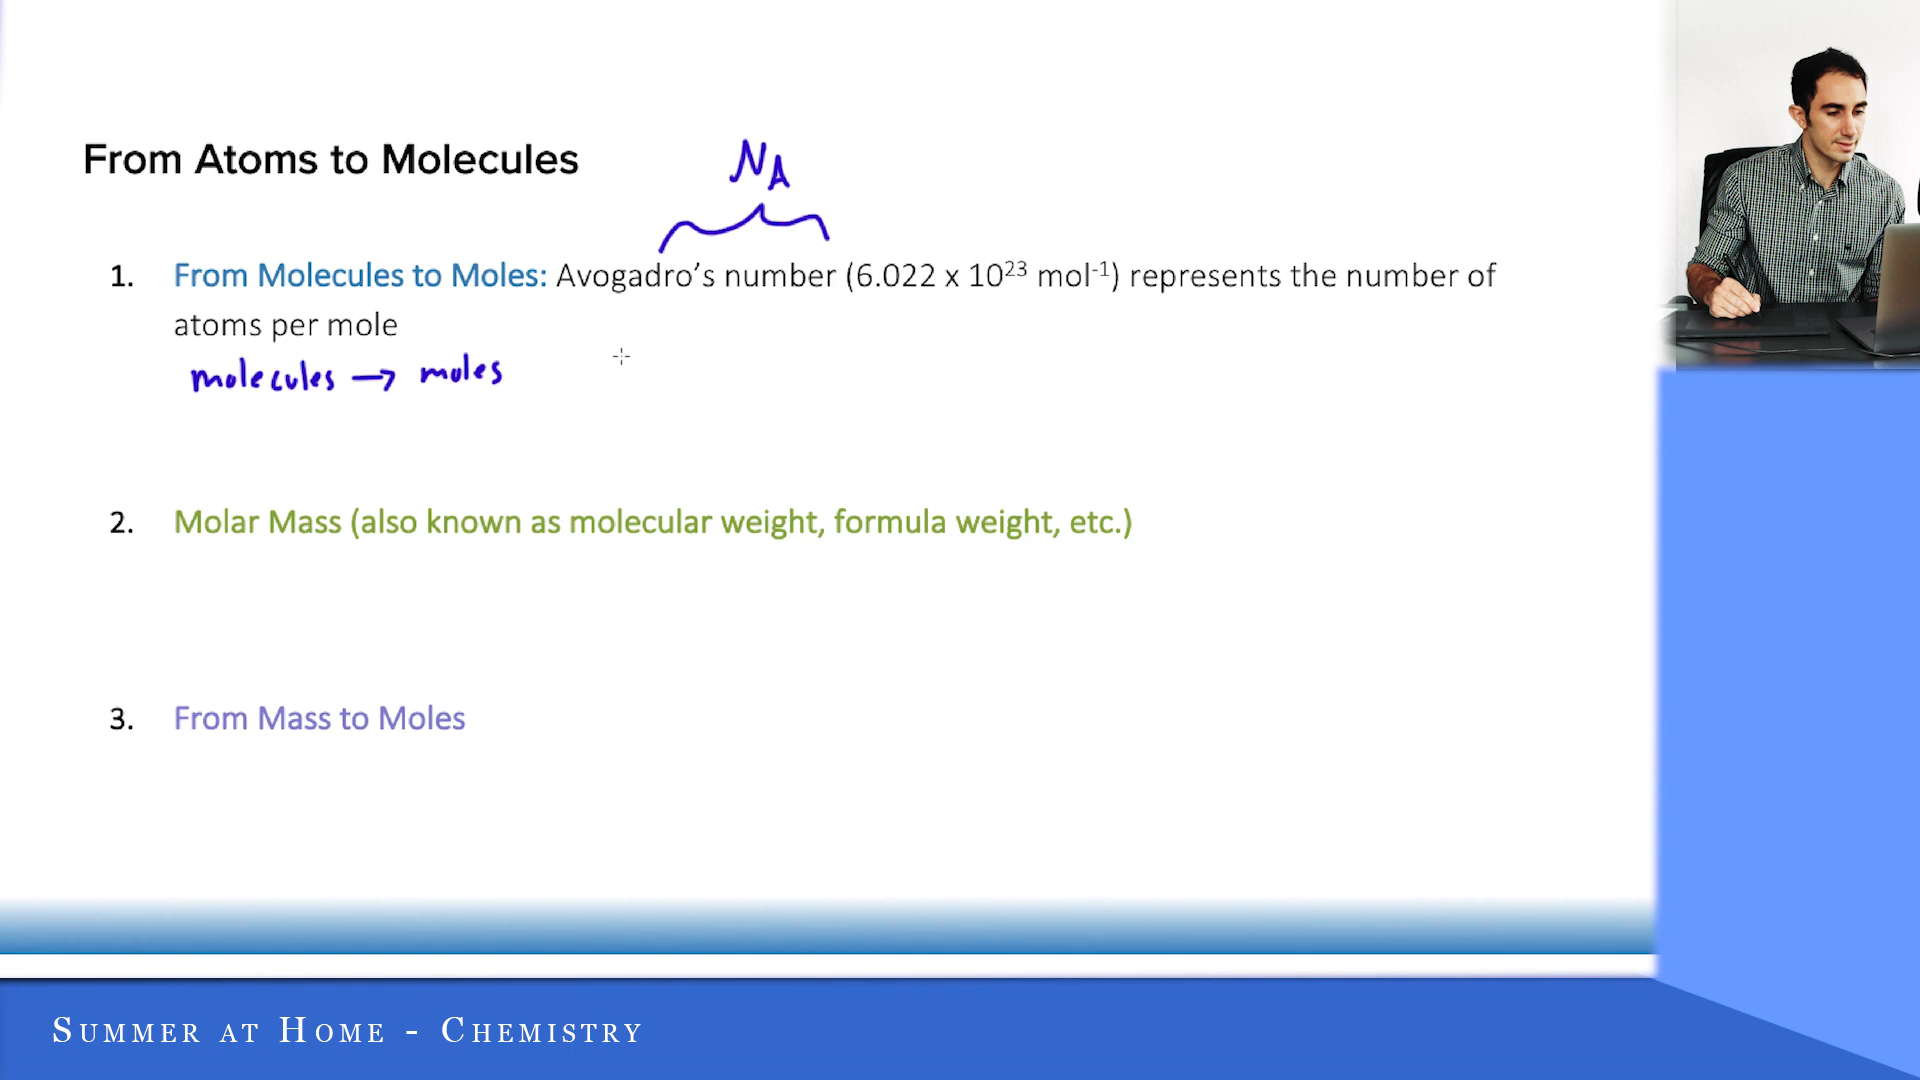 From Atoms to Molecules
N_A
1. From Molecules to Moles: Avogadro’s number (6.022 x 10²³ mol⁻¹) represents the number of
atoms per mole
molecules → moles
2. Molar Mass (also known as molecular weight, formula weight, etc.)
3. From Mass to Moles
SUMMER AT HOME - CHEMISTRY